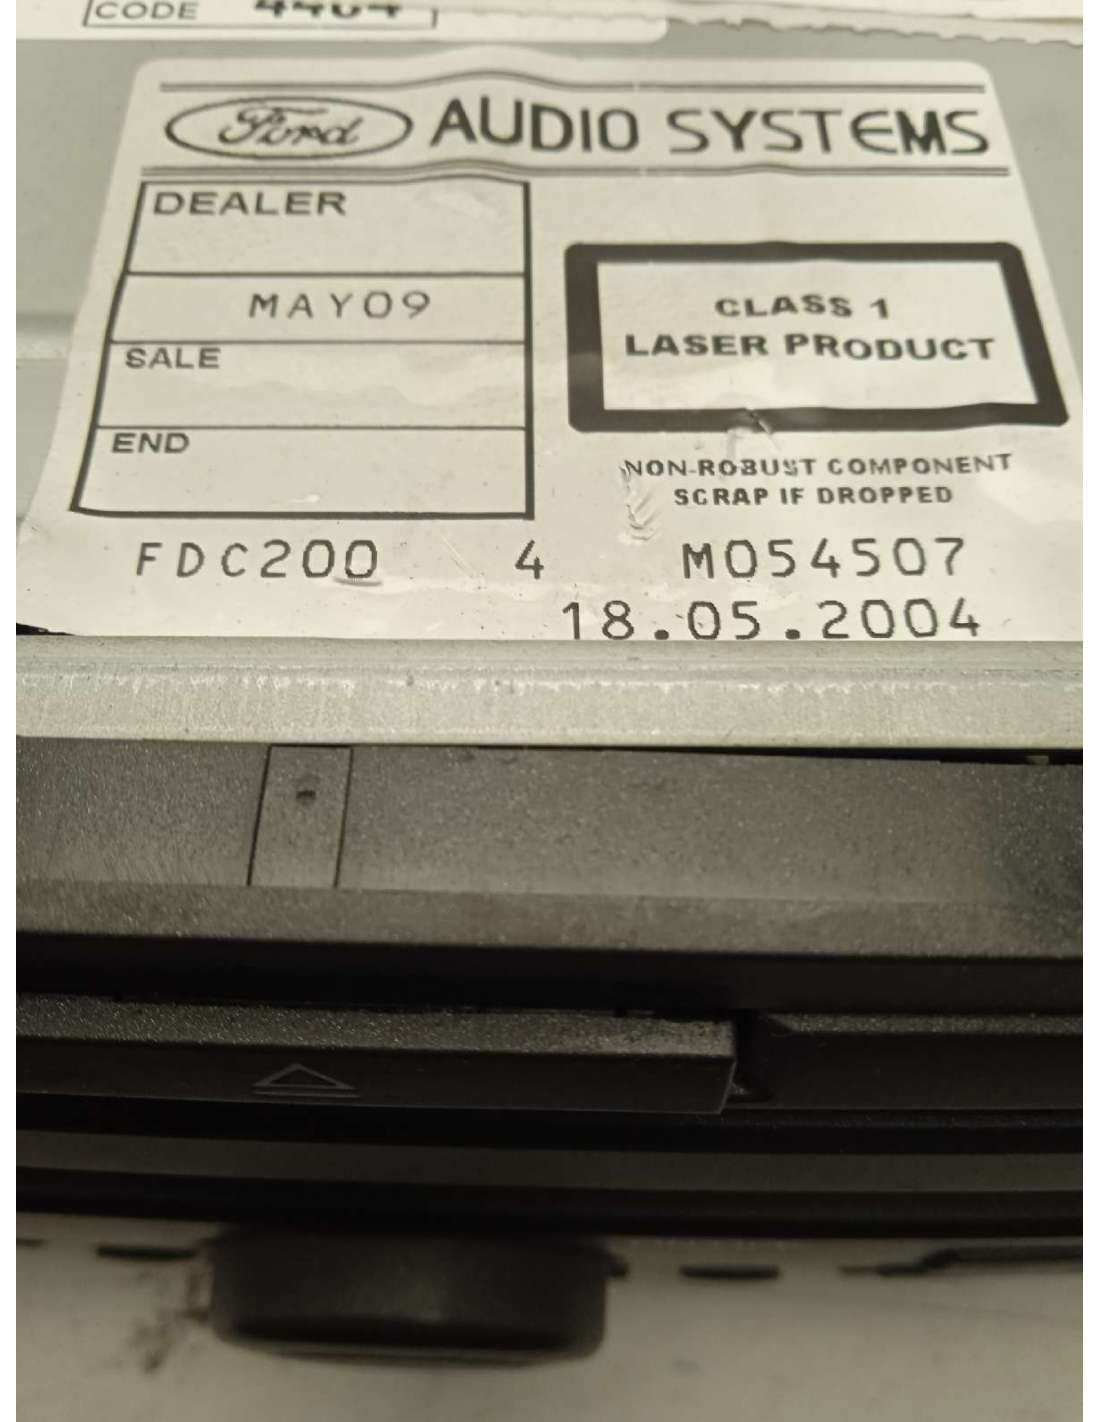 CODE
Ford AUDIO SYSTEMS
DEALER
MAY09
SALE
END
CLASS 1
LASER PRODUCT
NON-ROBUST COMPONENT
SCRAP IF DROPPED
FDC200 4 M054507
18.05.2004